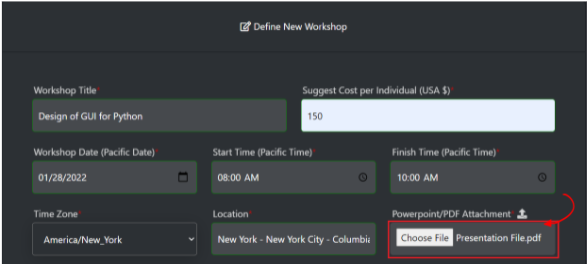 Define New Workshop
Workshop Title* Suggest Cost per Individual (USA $)*
Design of GUI for Python 150
Workshop Date (Pacific Date)* Start Time (Pacific Time)* Finish Time (Pacific Time)*
01/28/2022 08:00 AM 10:00 AM
Time Zone* Location* Powerpoint/PDF Attachment*
America/New_York New York - New York City - Columbi Choose File Presentation File.pdf